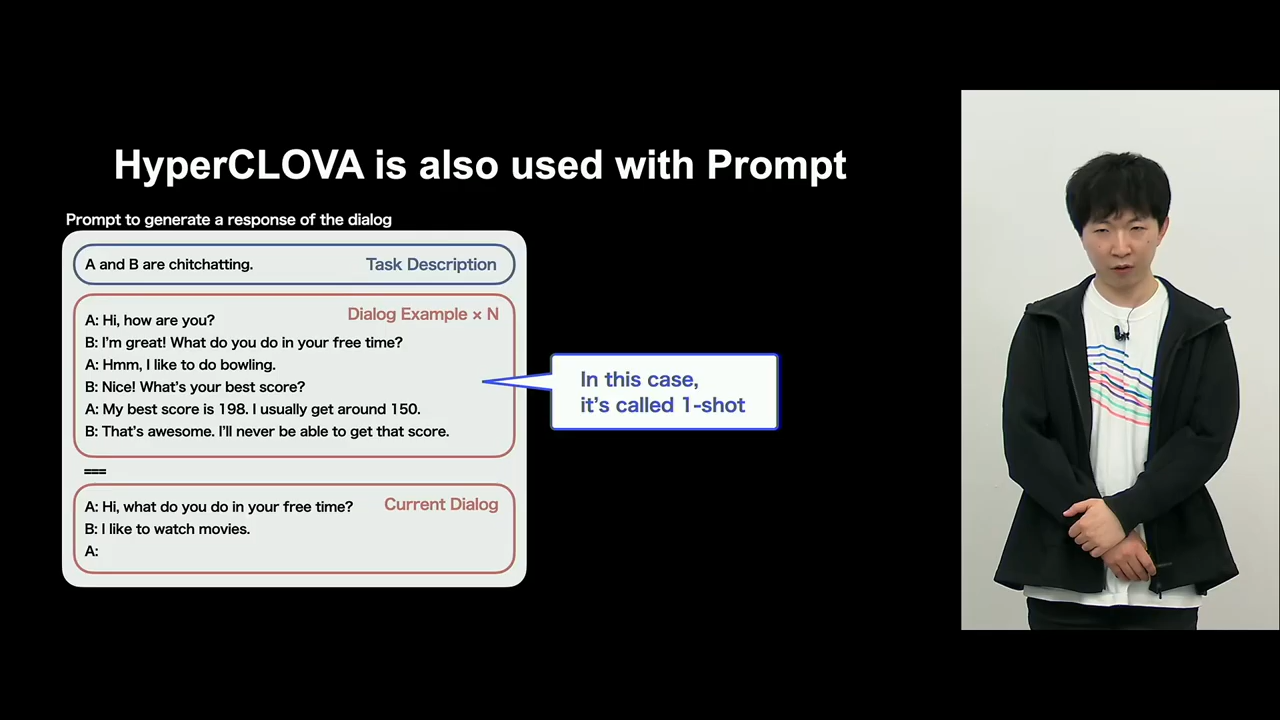 HyperCLOVA is also used with Prompt
Prompt to generate a response of the dialog
A and B are chitchatting.
Task Description
Dialog Example × N
A: Hi, how are you?
B: I'm great! What do you do in your free time?
A: Hmm, I like to do bowling.
B: Nice! What's your best score?
A: My best score is 198. I usually get around 150.
B: That's awesome. I'll never be able to get that score.
In this case,
it's called 1-shot
===
A: Hi, what do you do in your free time?
Current Dialog
B: I like to watch movies.
A: